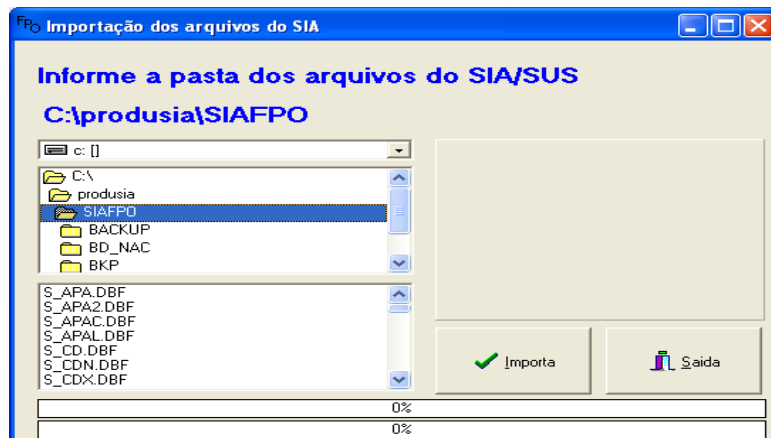 FPO Importação dos arquivos do SIA
Informe a pasta dos arquivos do SIA/SUS
C:\produsia\SIAFPO
c: []
C:\
produsia
SIAFPO
BACKUP
BD_NAC
BKP
S_APA.DBF
S_APA2.DBF
S_APAC.DBF
S_APAL.DBF
S_CD.DBF
S_CDN.DBF
S_CDX.DBF
Importa
Saida
0%
0%